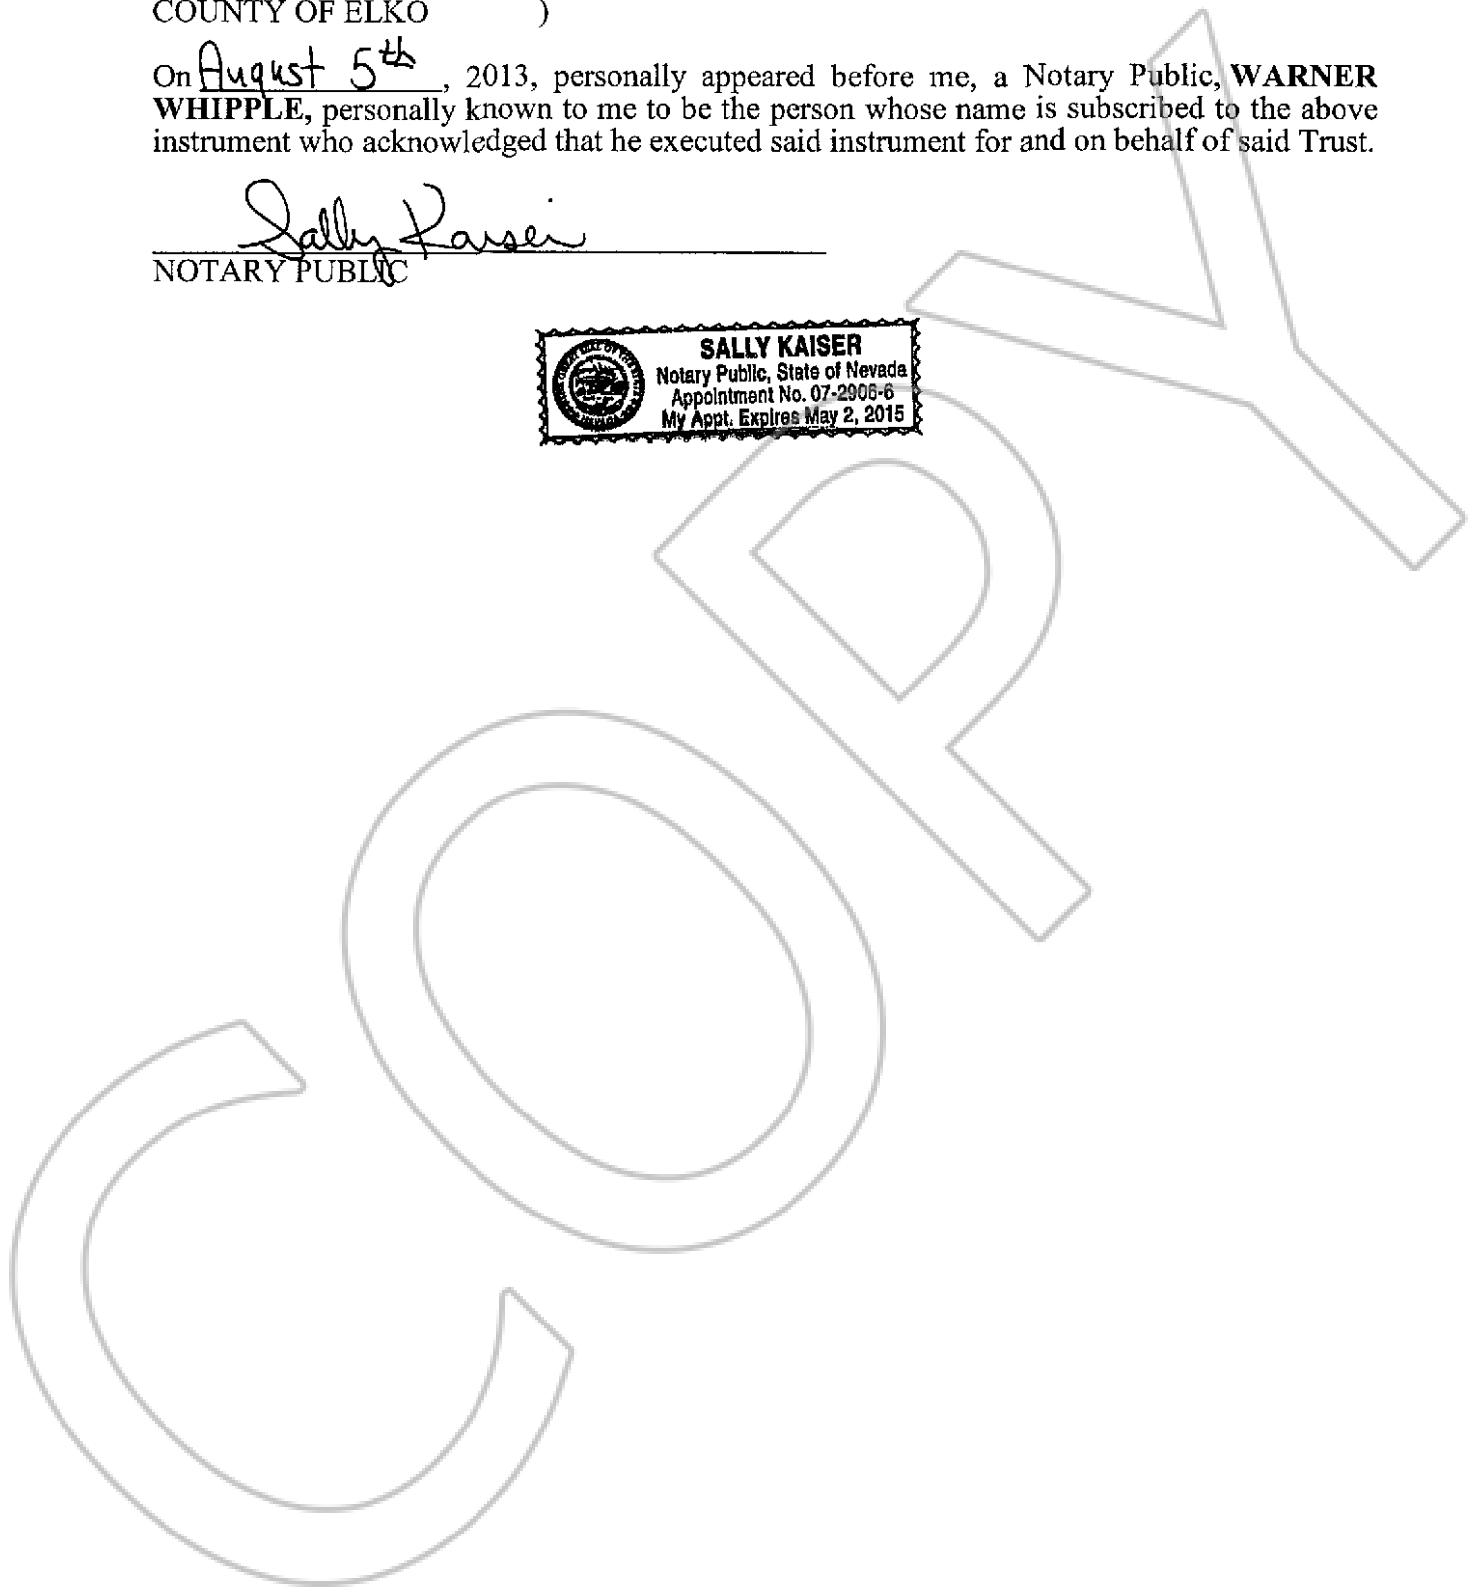 COUNTY OF ELKO )
On August 5th, 2013, personally appeared before me, a Notary Public, WARNER
WHIPPLE, personally known to me to be the person whose name is subscribed to the above
instrument who acknowledged that he executed said instrument for and on behalf of said Trust.
Sally Kaiser
NOTARY PUBLIC
SALLY KAISER
Notary Public, State of Nevada
Appointment No. 07-2906-6
My Appt. Expires May 2, 2015
COPY